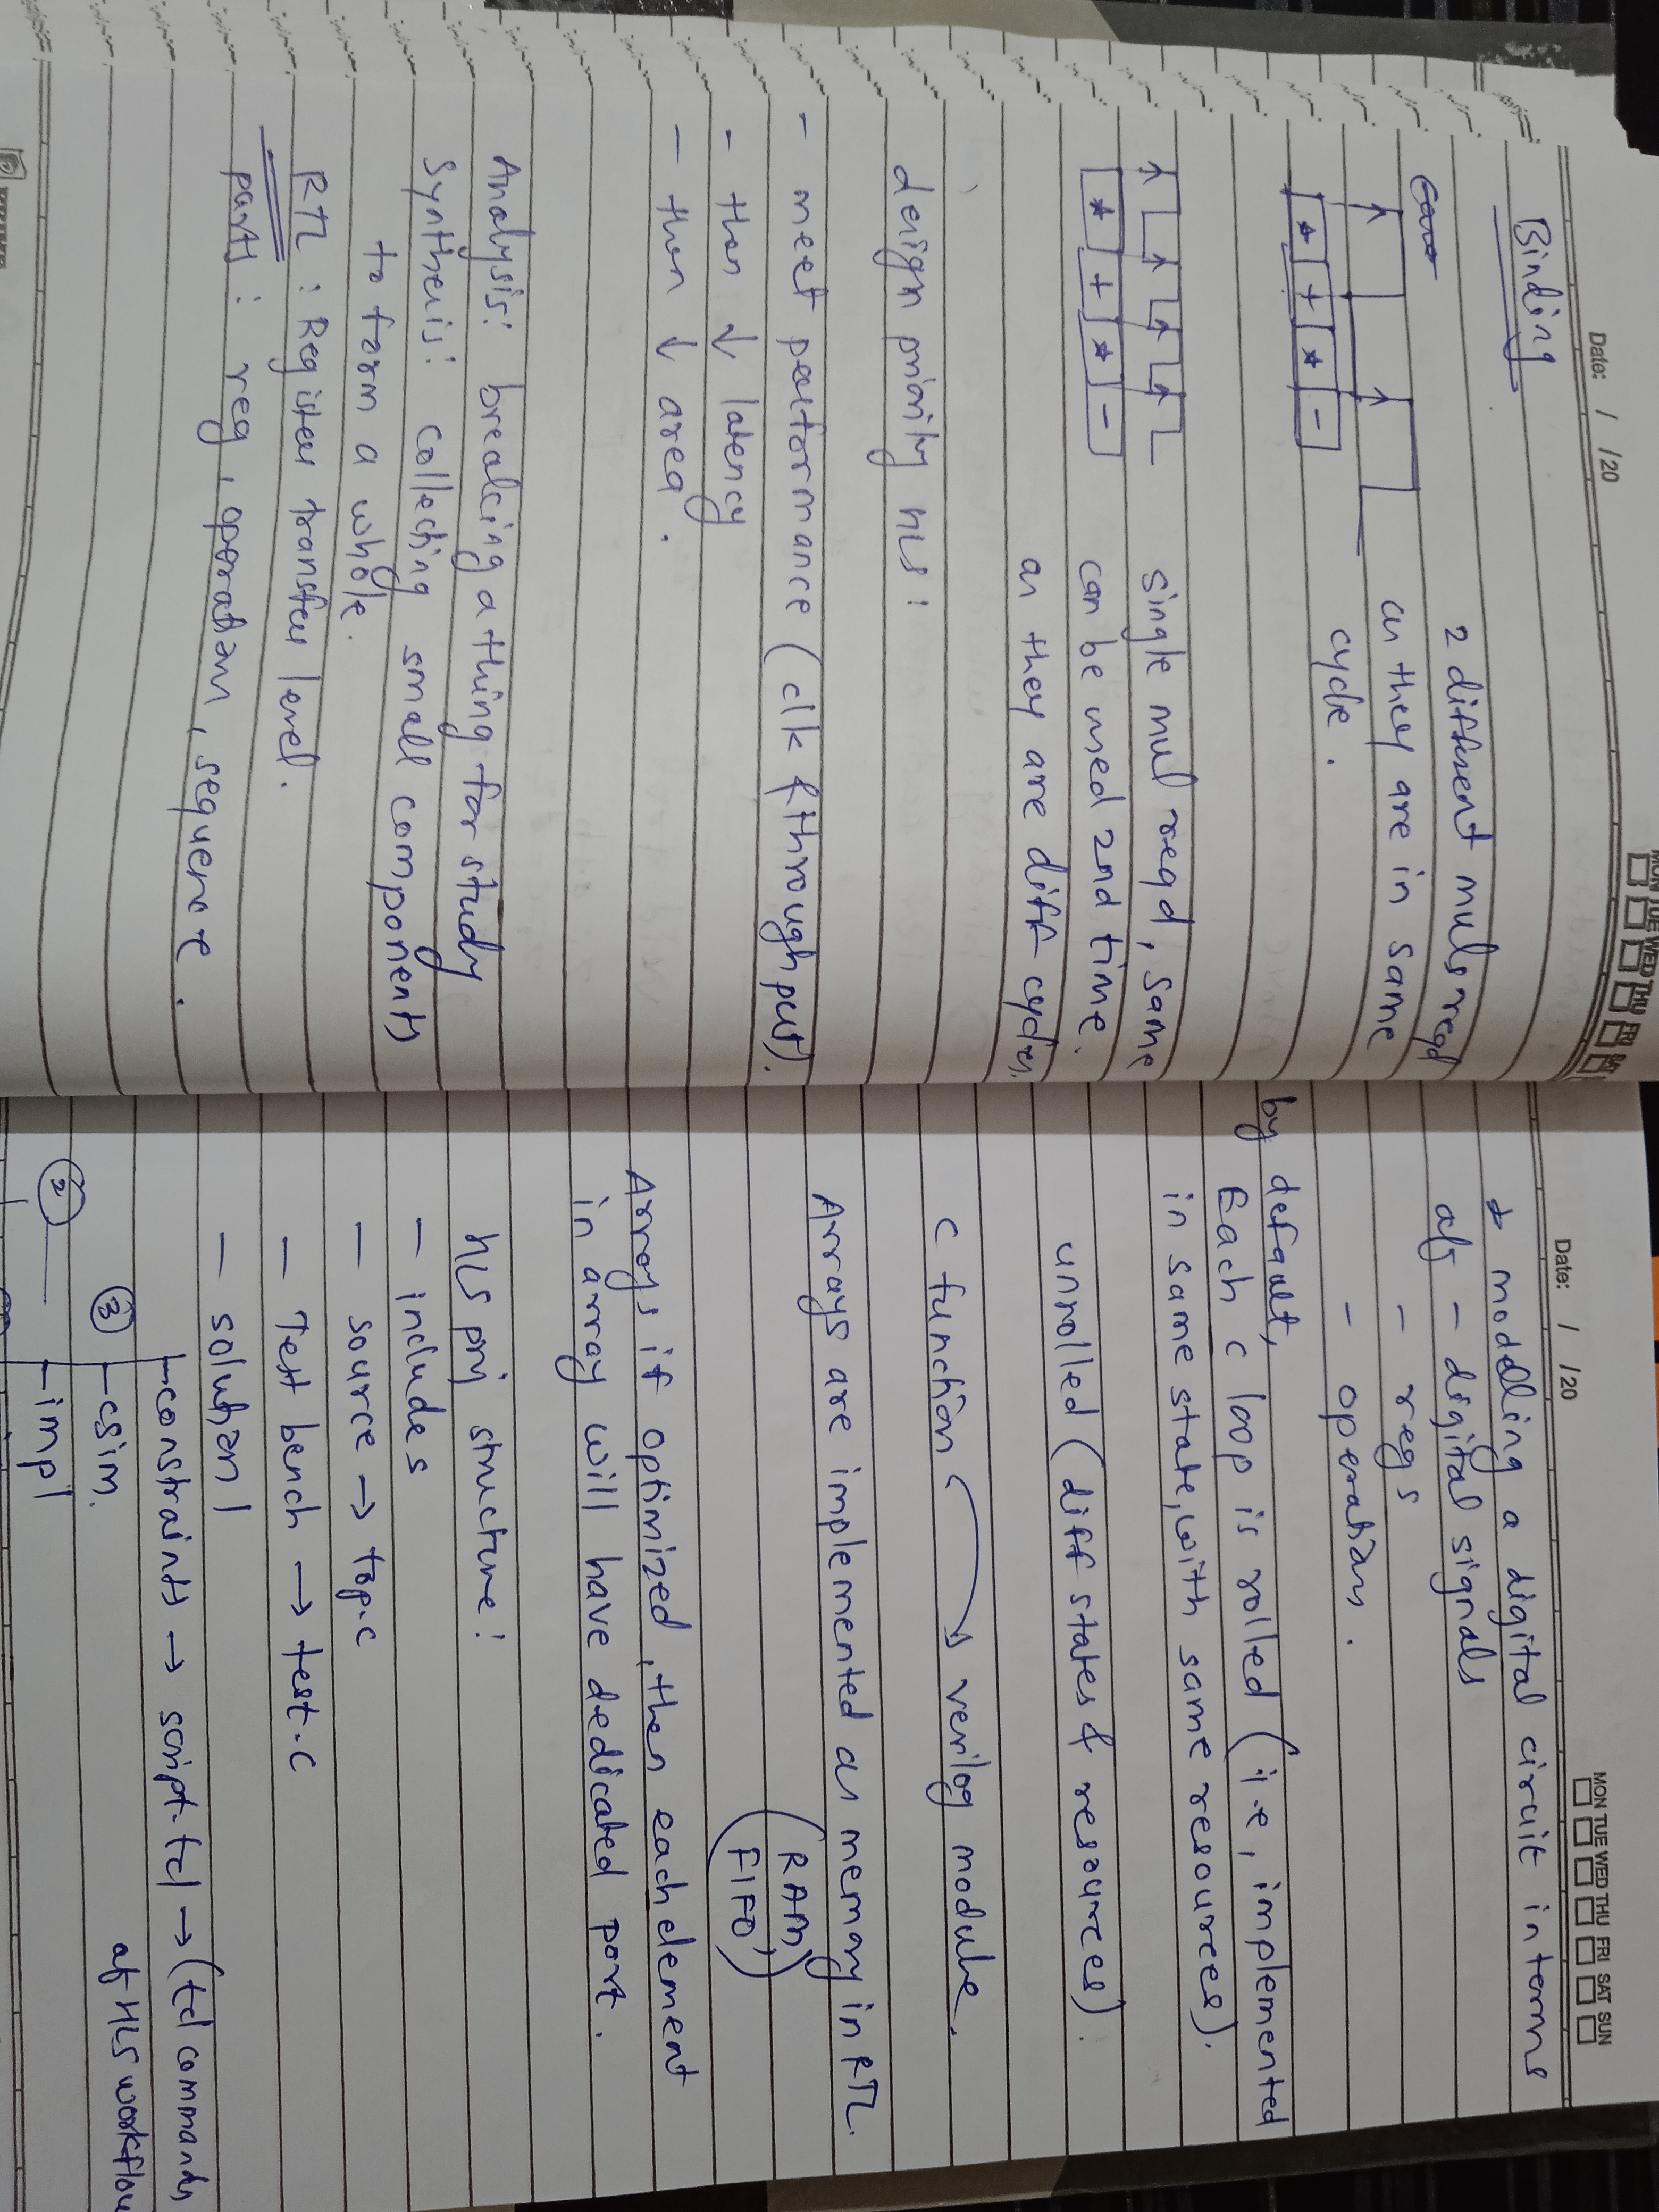 Date: / /20
MON TUE WED THU FRI SA
Binding
2 different muls reqd
as they are in same
cycle.
* + * -
single mul reqd, same
can be used 2nd time.
as they are diff cycles.
* + * -
design priority HLS:
- meet performance (clk & throughput).
- then ↓ latency
- then ↓ area.
Analysis: breaking a thing for study
Synthesis: collecting small components
to form a whole.
RTL: Register transfer level.
parts: reg, operation, sequence.
Date: / /20
MON TUE WED THU FRI SAT SUN
* modelling a digital circuit in terms
of - digital signals
- regs
- operations.
by default,
Each C loop is rolled (i.e, implemented
in same state, with same resources).
unrolled (diff states & resources).
C function → verilog module.
Arrays are implemented as memory in RTL.
(RAM,
FIFO)
Arrays if optimized, then each element
in array will have dedicated port.
HLS prj structure:
- includes
- source → top.c
- Test bench → test.c
- solution 1
constraints → script.tcl → (tcl commands
of HLS workflow
③ csim.
② impl